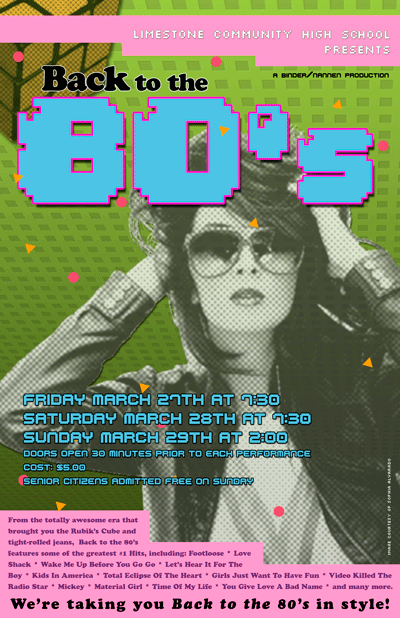 LIMESTONE COMMUNITY HIGH SCHOOL
PRESENTS
Back to the
A BINDER/NANNEN PRODUCTION
80's
FRIDAY MARCH 27TH AT 7:30
SATURDAY MARCH 28TH AT 7:30
SUNDAY MARCH 29TH AT 2:00
DOORS OPEN 30 MINUTES PRIOR TO EACH PERFORMANCE
COST: $5.00
SENIOR CITIZENS ADMITTED FREE ON SUNDAY
IMAGE COURTESY OF SOPHIA ALVARADO
From the totally awesome era that
brought you the Rubik's Cube and
tight-rolled jeans, Back to the 80's
features some of the greatest #1 Hits, including: Footloose * Love
Shack * Wake Me Up Before You Go Go * Let's Hear It For The
Boy * Kids In America * Total Eclipse Of The Heart * Girls Just Want To Have Fun * Video Killed The
Radio Star * Mickey * Material Girl * Time Of My Life * You Give Love A Bad Name * and many more.
We're taking you Back to the 80's in style!